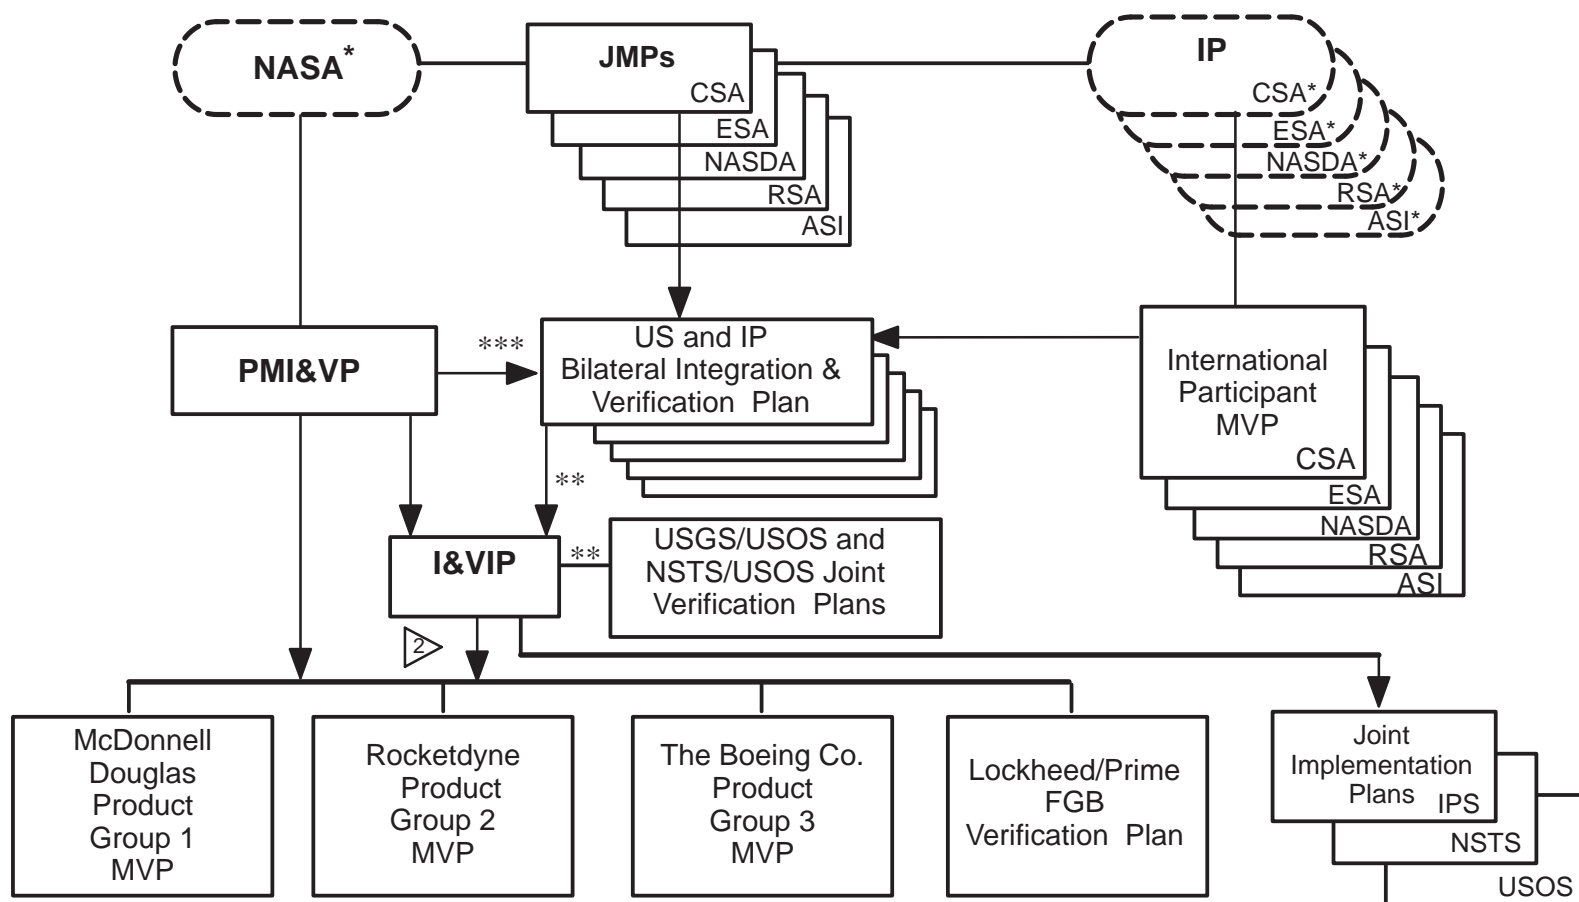 NASA*
JMPs
CSA
ESA
NASDA
RSA
ASI
IP
CSA*
ESA*
NASDA*
RSA*
ASI*
PMI&VP
***
US and IP
Bilateral Integration &
Verification Plan
International
Participant
MVP
CSA
ESA
NASDA
RSA
ASI
**
I&VIP
**
USGS/USOS and
NSTS/USOS Joint
Verification Plans
2
McDonnell
Douglas
Product
Group 1
MVP
Rocketdyne
Product
Group 2
MVP
The Boeing Co.
Product
Group 3
MVP
Lockheed/Prime
FGB
Verification Plan
Joint
Implementation
Plans IPS
NSTS
USOS